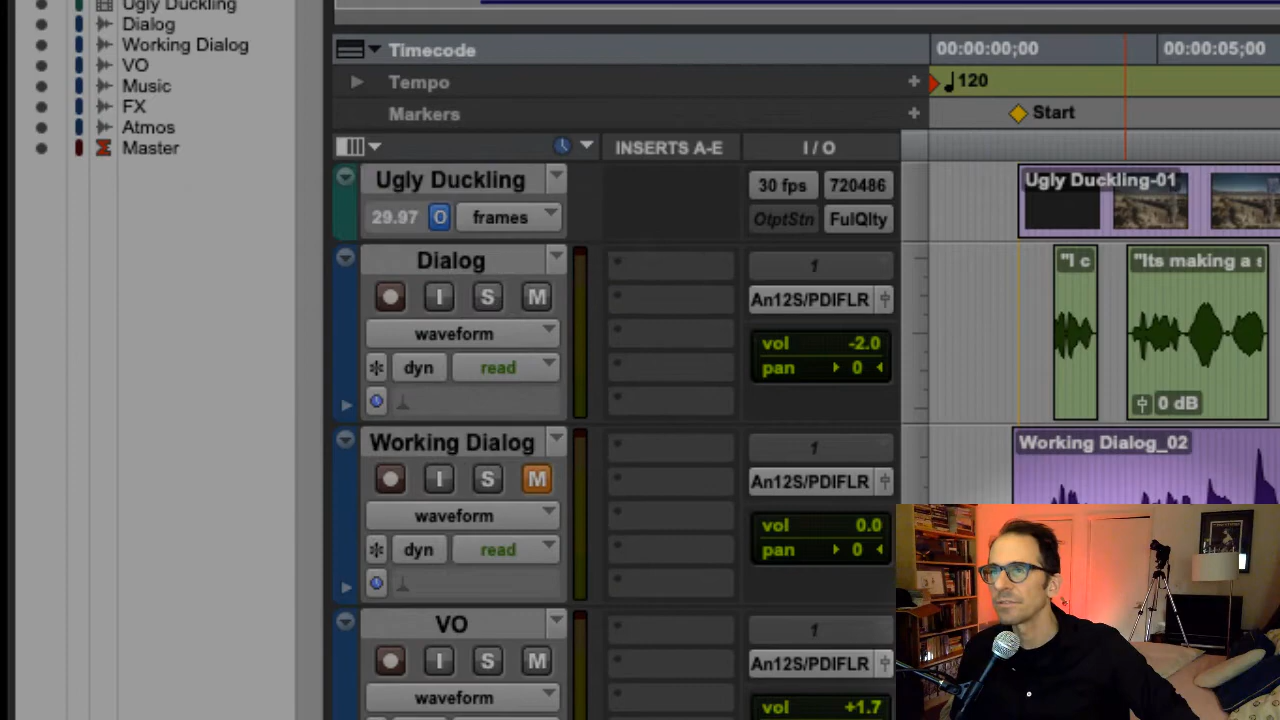 Ugly Duckling
Dialog
Working Dialog
VO
Music
FX
Atmos
Master
Timecode
00:00:00;00
00:00:05;00
Tempo
+
120
Markers
+
Start
INSERTS A-E
I / O
Ugly Duckling
30 fps
720486
Ugly Duckling-01
29.97
O
frames
OtptStn
FulQlty
Dialog
1
"I c
"Its making a s
I
S
M
An12S/PDIFLR
waveform
vol -2.0
dyn
read
pan 0
0 dB
Working Dialog
1
Working Dialog_02
I
S
M
An12S/PDIFLR
waveform
vol 0.0
dyn
read
pan 0
VO
1
I
S
M
An12S/PDIFLR
waveform
vol +1.7